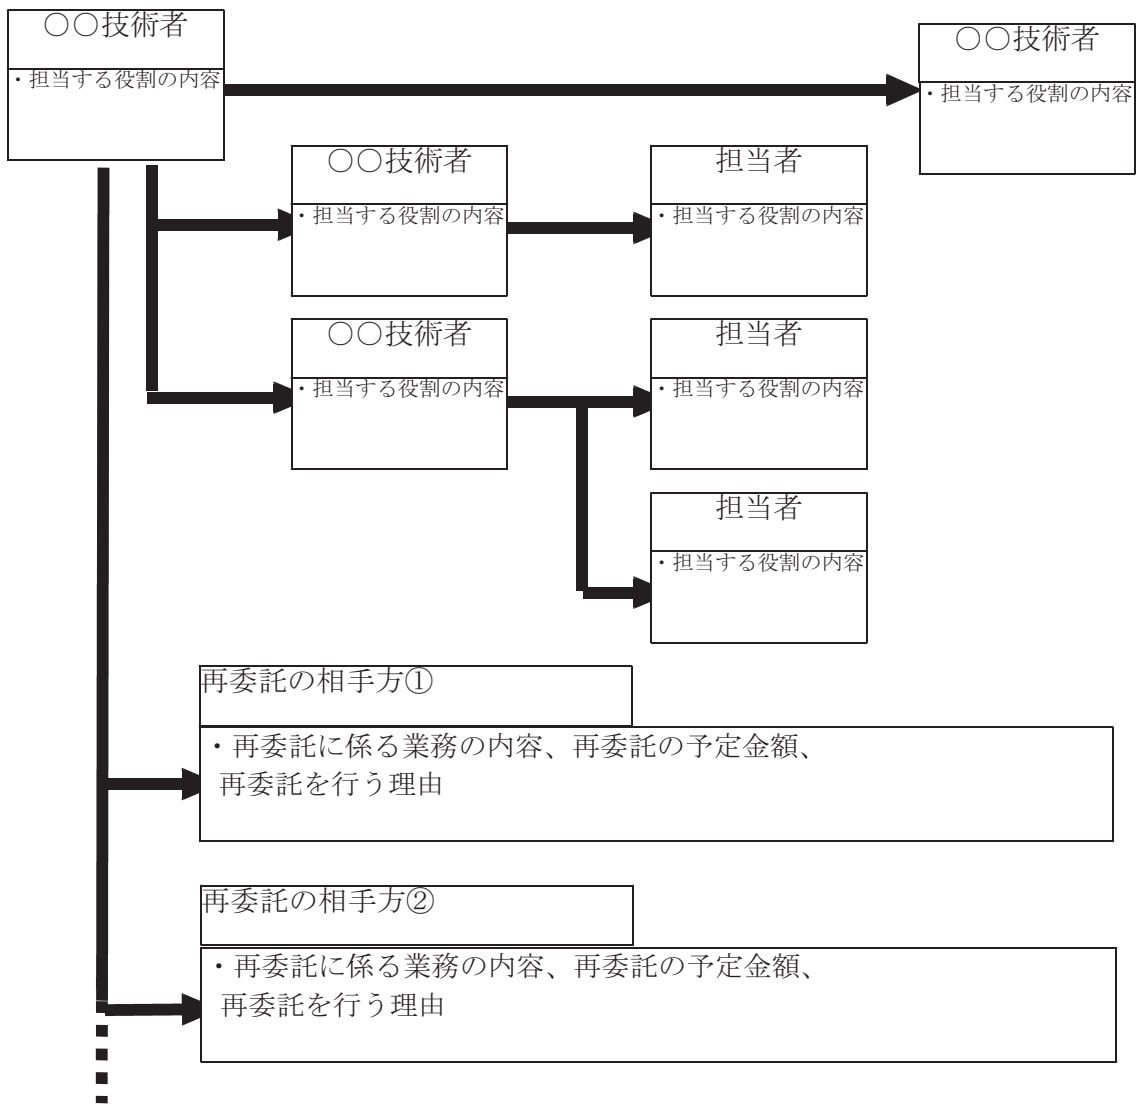 〇〇技術者
・担当する役割の内容
〇〇技術者
・担当する役割の内容
〇〇技術者
・担当する役割の内容
担当者
・担当する役割の内容
〇〇技術者
・担当する役割の内容
担当者
・担当する役割の内容
担当者
・担当する役割の内容
再委託の相手方①
・再委託に係る業務の内容、再委託の予定金額、
再委託を行う理由
再委託の相手方②
・再委託に係る業務の内容、再委託の予定金額、
再委託を行う理由